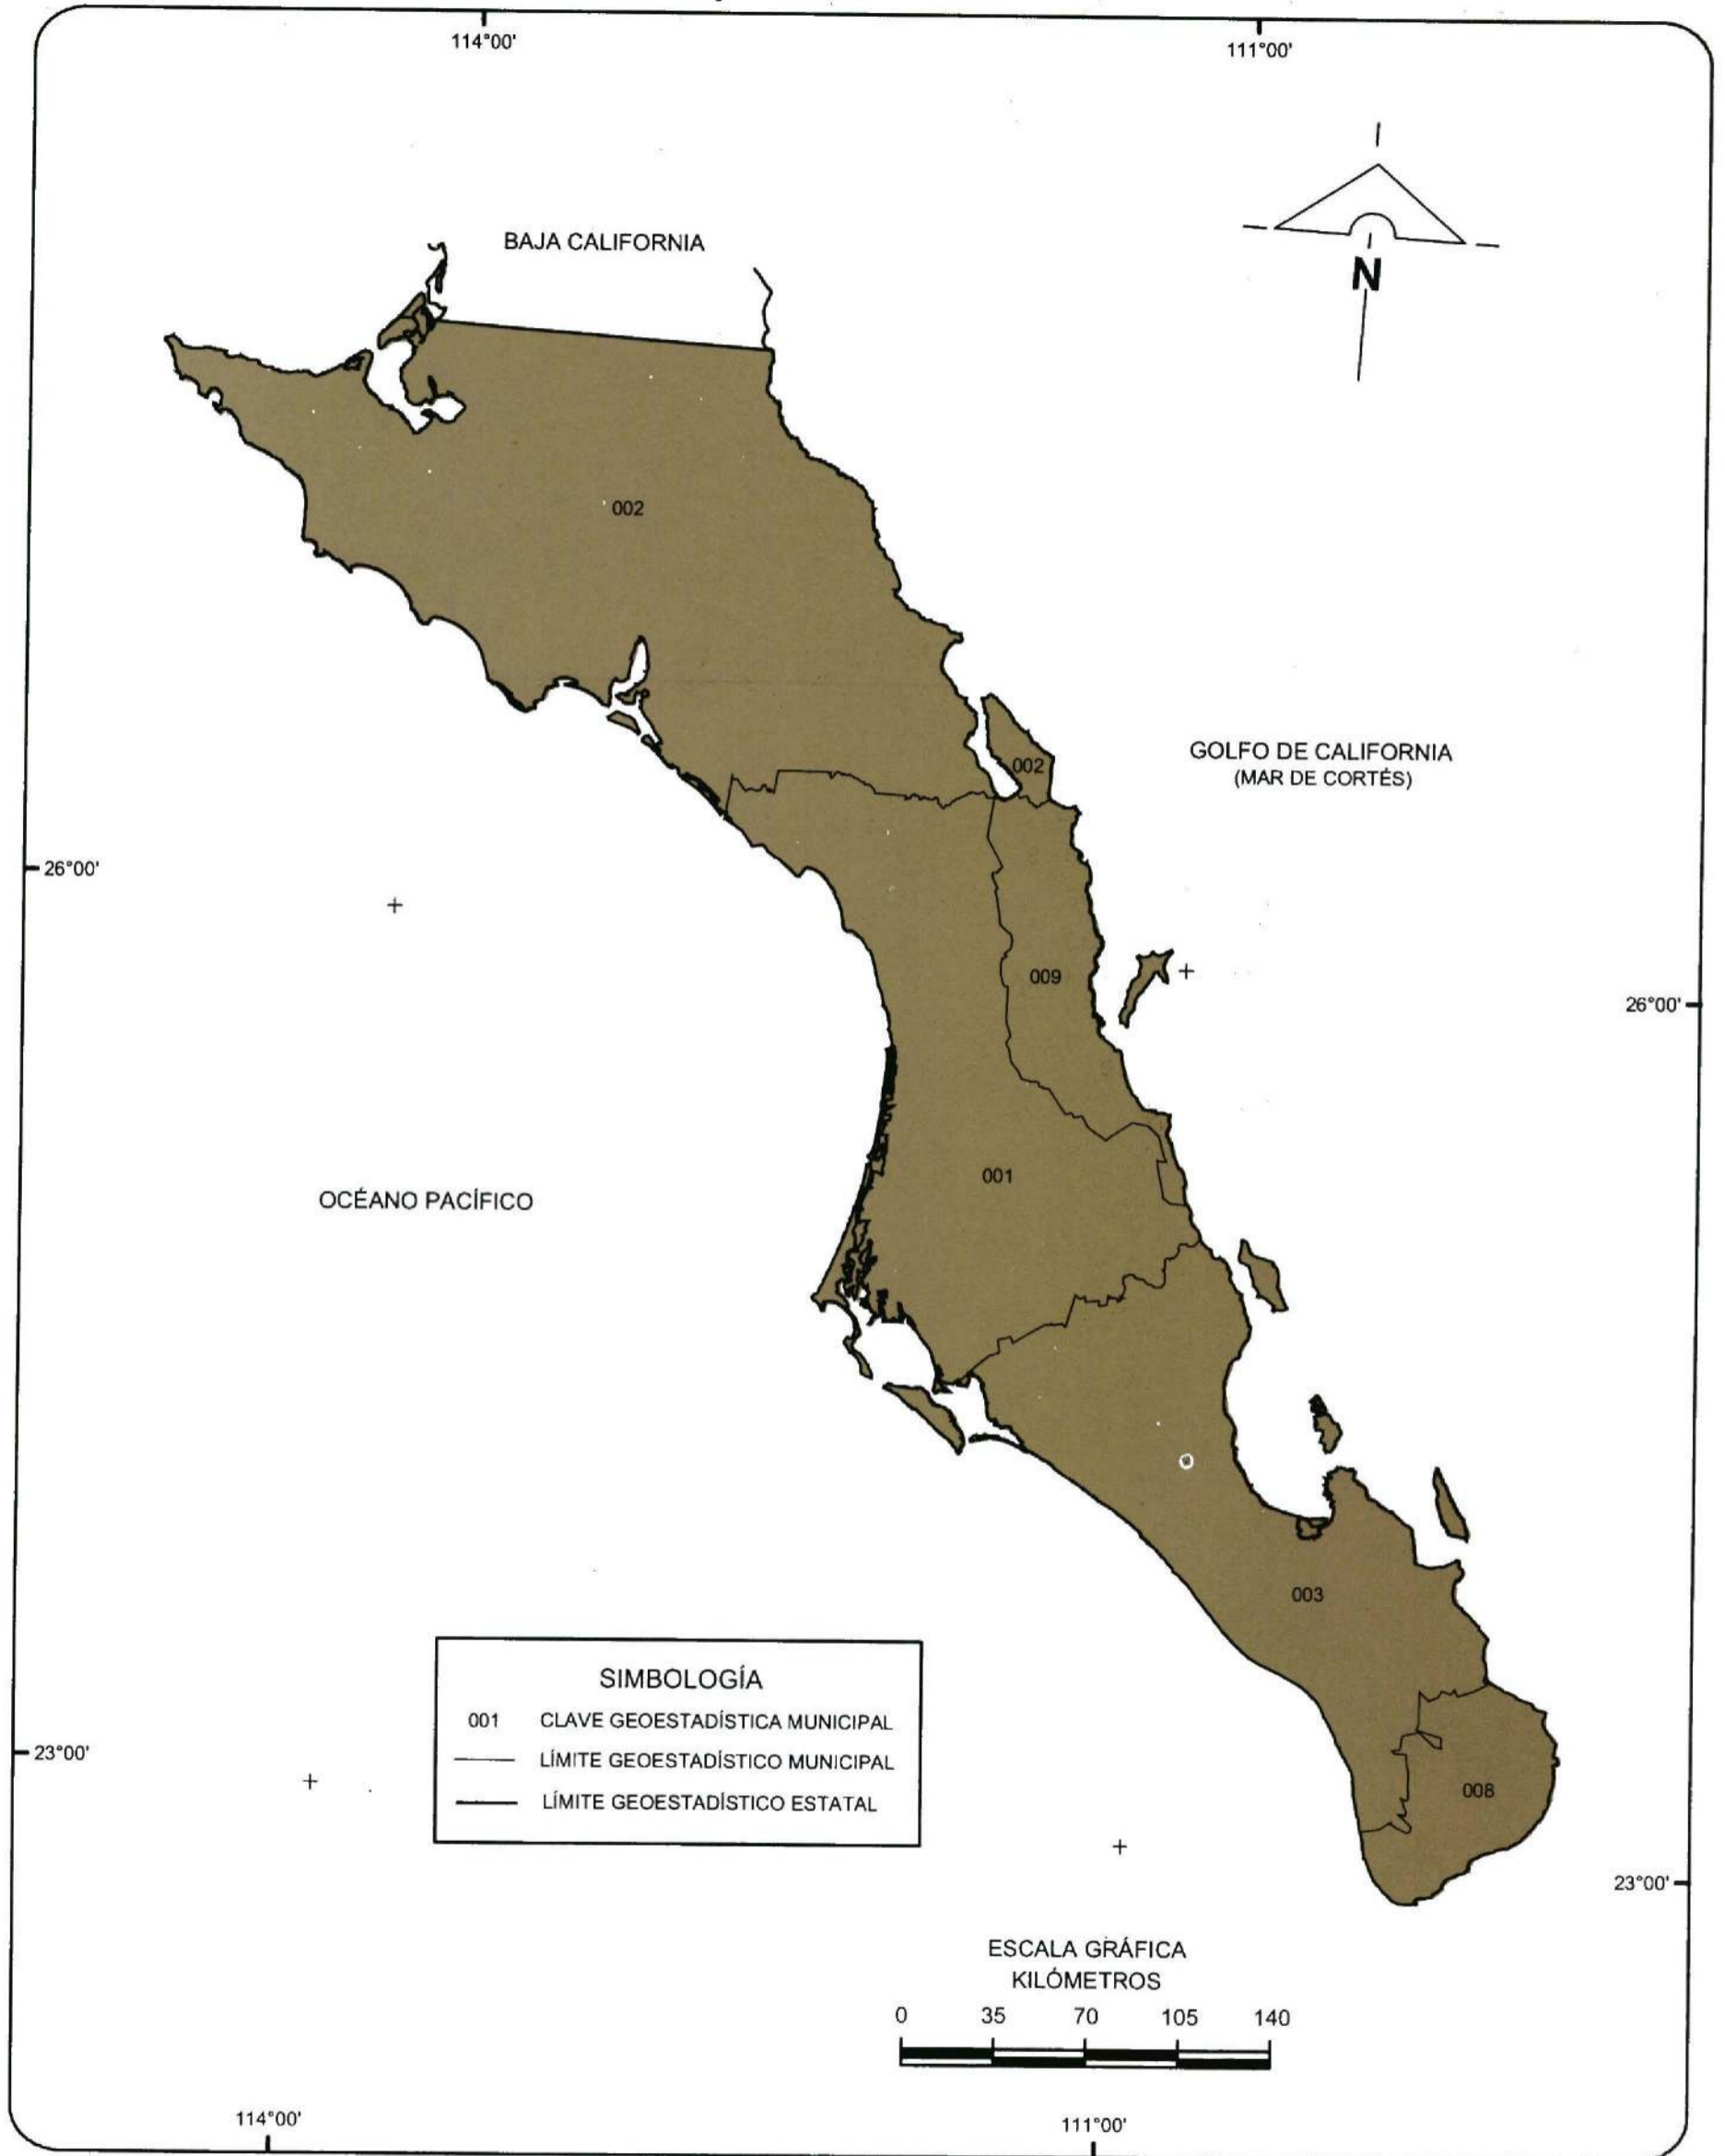 114°00'
111°00'
BAJA CALIFORNIA
N
002
GOLFO DE CALIFORNIA
(MAR DE CORTÉS)
002
26°00'
009
26°00'
001
OCÉANO PACÍFICO
003
SIMBOLOGÍA
001 CLAVE GEOESTADÍSTICA MUNICIPAL
LÍMITE GEOESTADÍSTICO MUNICIPAL
LÍMITE GEOESTADÍSTICO ESTATAL
23°00'
008
23°00'
ESCALA GRÁFICA
KILÓMETROS
0 35 70 105 140
114°00'
111°00'